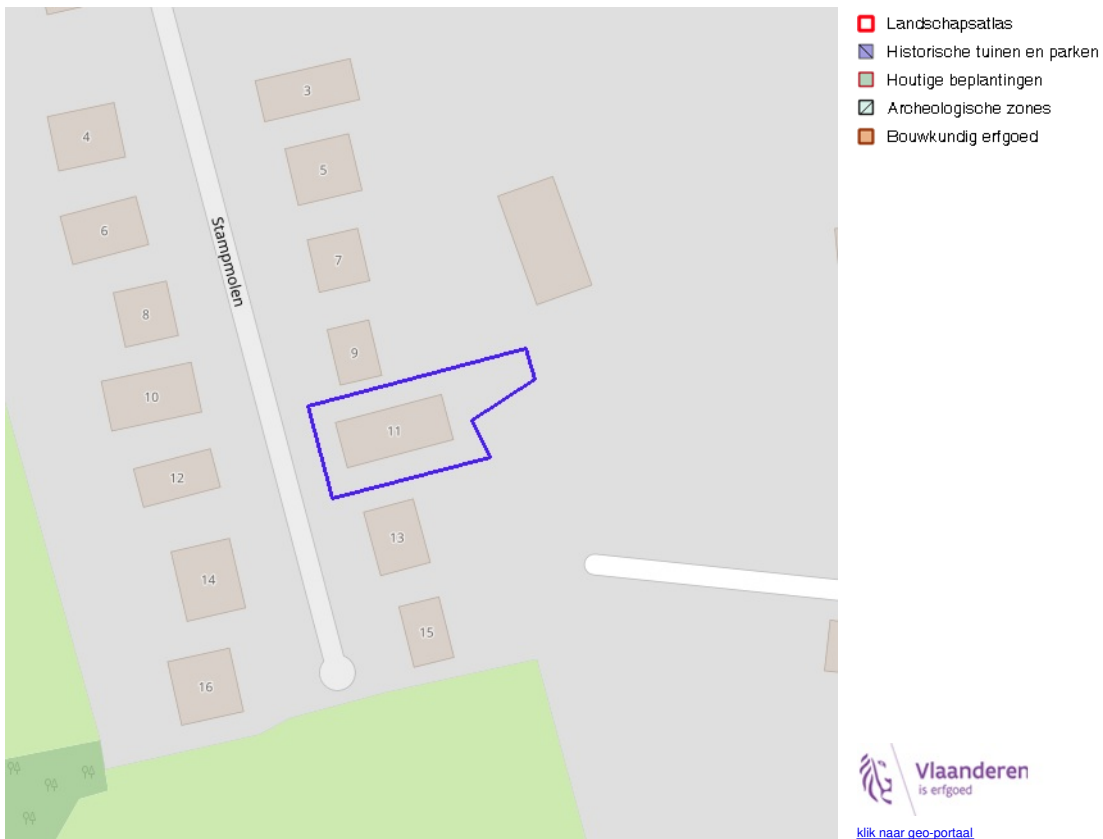 Landschapsatlas
Historische tuinen en parken
Houtige beplantingen
Archeologische zones
Bouwkundig erfgoed
3
4
5
6
Stampmolen
7
8
9
10
11
12
13
14
15
16
Vlaanderen
is erfgoed
klik naar geo-portaal